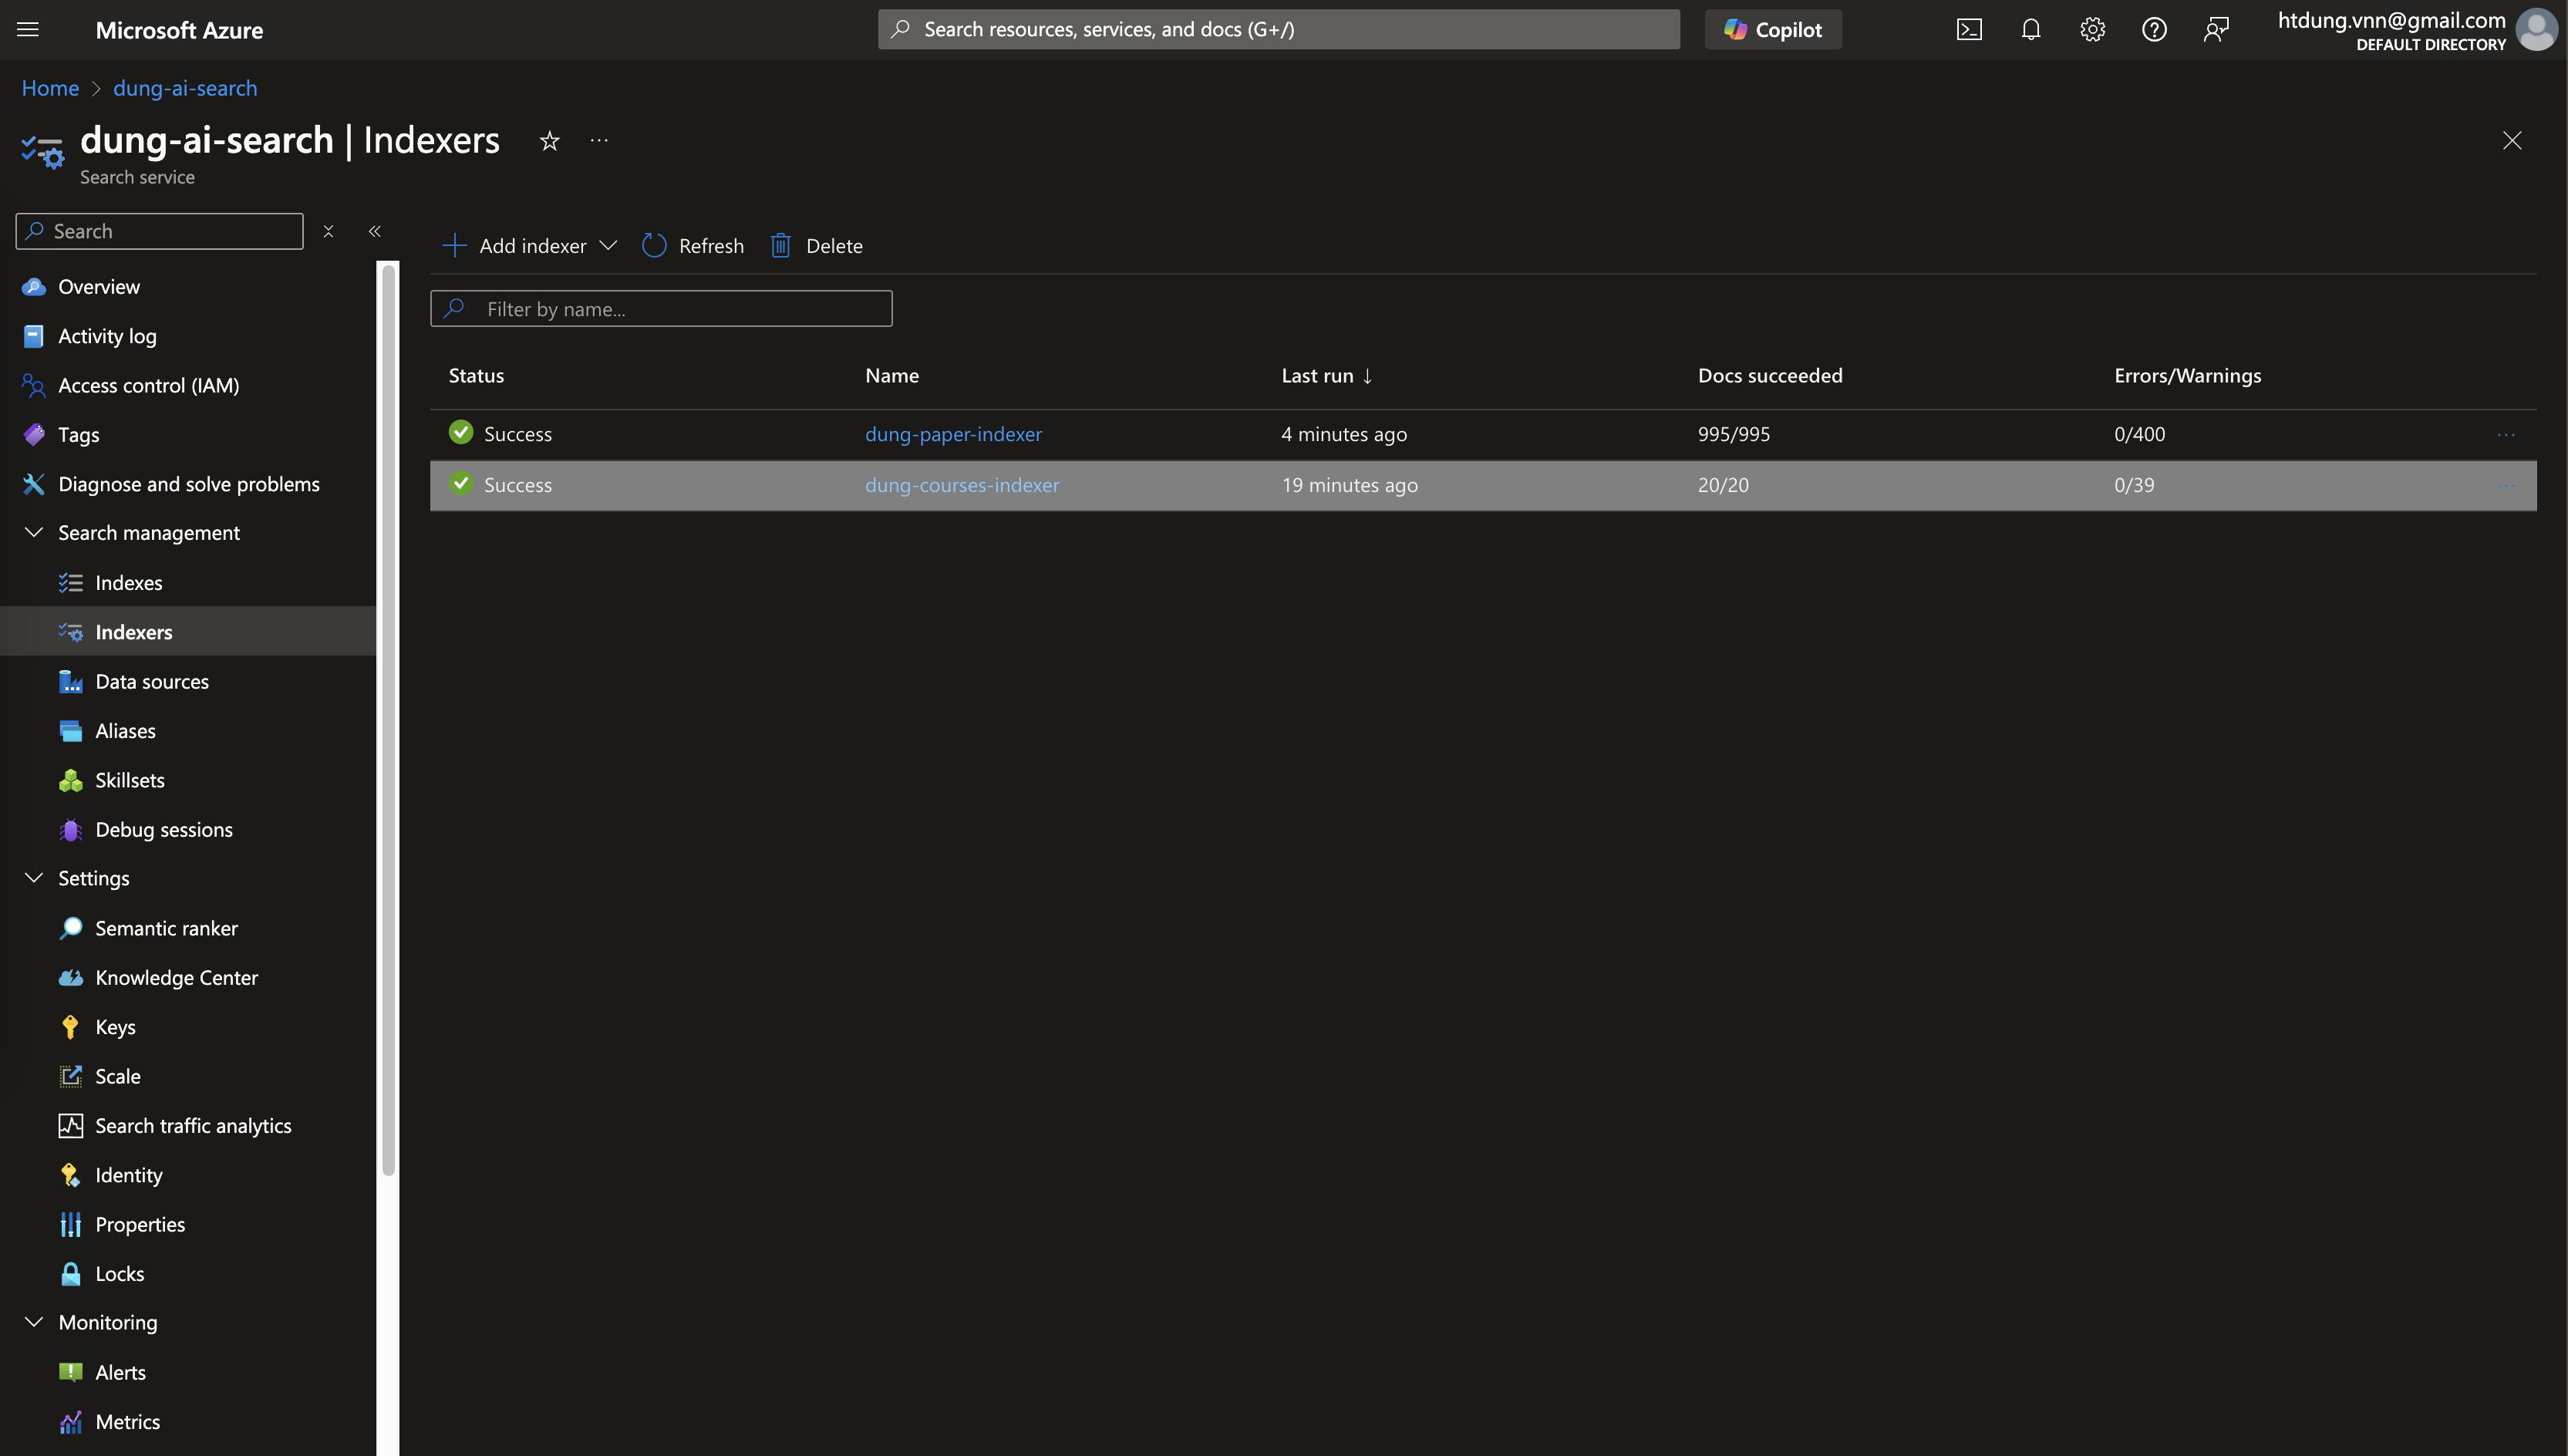 Microsoft Azure
Search resources, services, and docs (G+/)
Copilot
htdung.vnn@gmail.com
DEFAULT DIRECTORY
Home > dung-ai-search
dung-ai-search | Indexers
Search service
Search
Overview
Activity log
Access control (IAM)
Tags
Diagnose and solve problems
Search management
Indexes
Indexers
Data sources
Aliases
Skillsets
Debug sessions
Settings
Semantic ranker
Knowledge Center
Keys
Scale
Search traffic analytics
Identity
Properties
Locks
Monitoring
Alerts
Metrics
Add indexer Refresh Delete
Filter by name...
Status Name Last run ↓ Docs succeeded Errors/Warnings
Success dung-paper-indexer 4 minutes ago 995/995 0/400
Success dung-courses-indexer 19 minutes ago 20/20 0/39